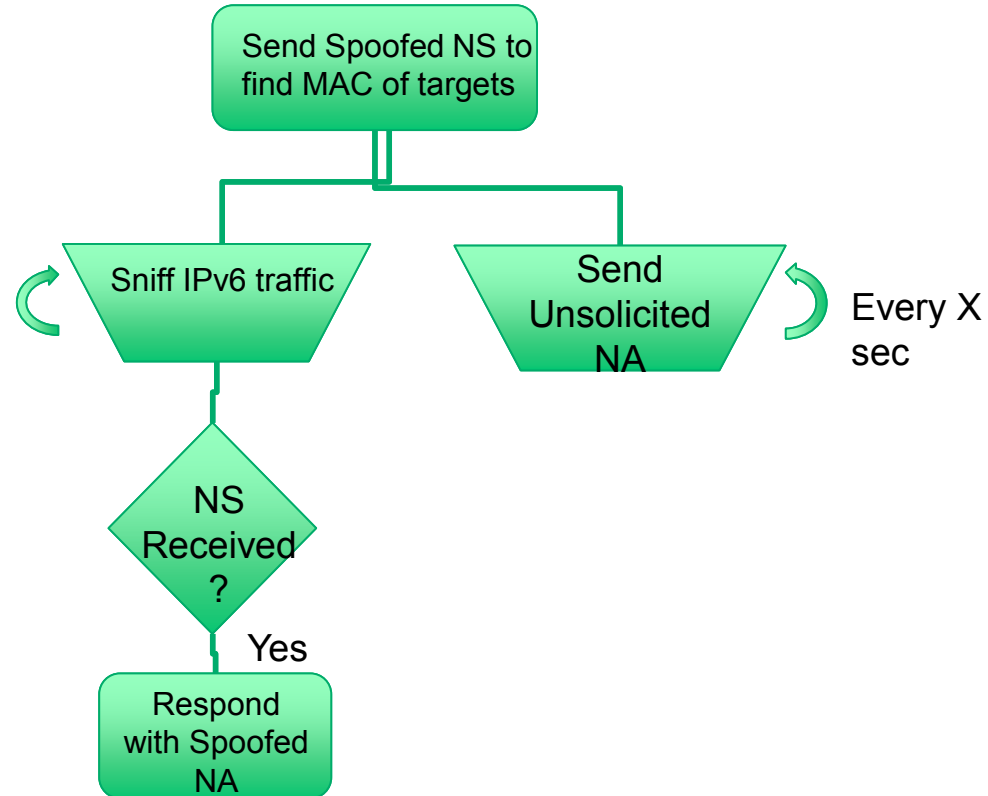 Send Spoofed NS to
find MAC of targets
Sniff IPv6 traffic
Send
Unsolicited
NA
Every X
sec
NS
Received
?
Yes
Respond
with Spoofed
NA